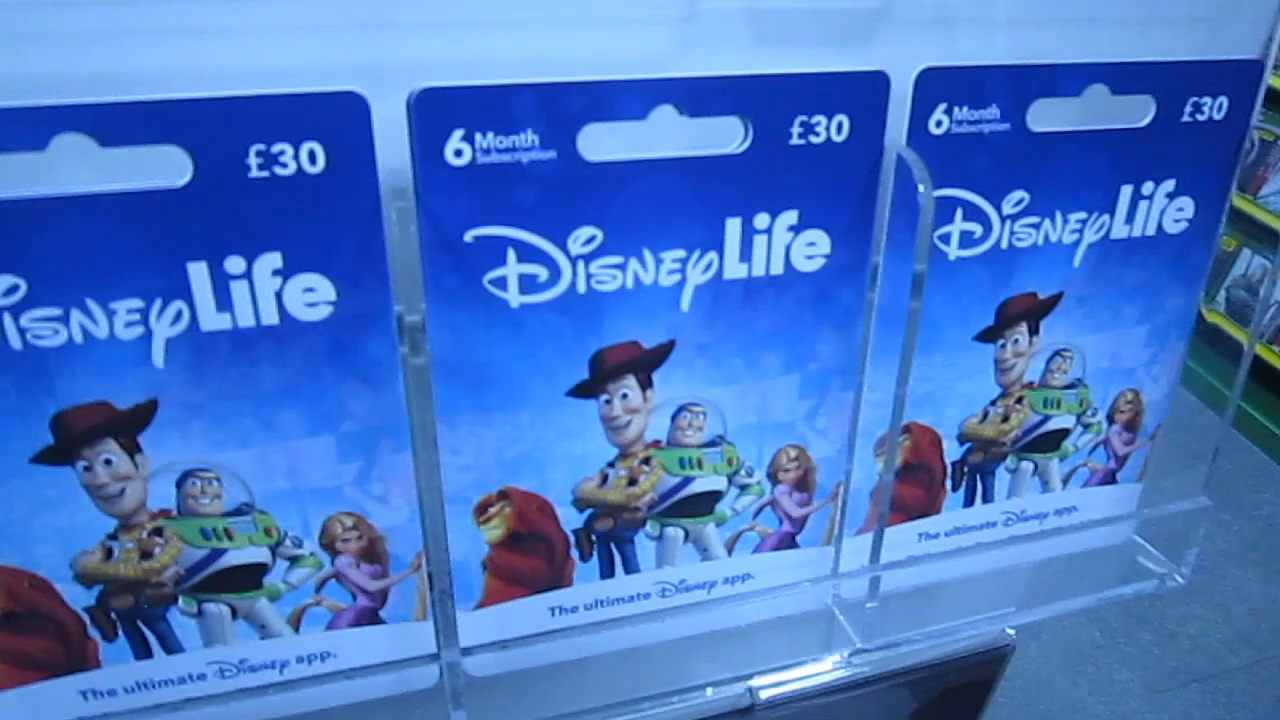 £30
DISNEY Life
The ultimate Disney app.
6 Month
Subscription
£30
DISNEY Life
The ultimate Disney app.
6 Month
Subscription
£30
DISNEY Life
The ultimate Disney app.